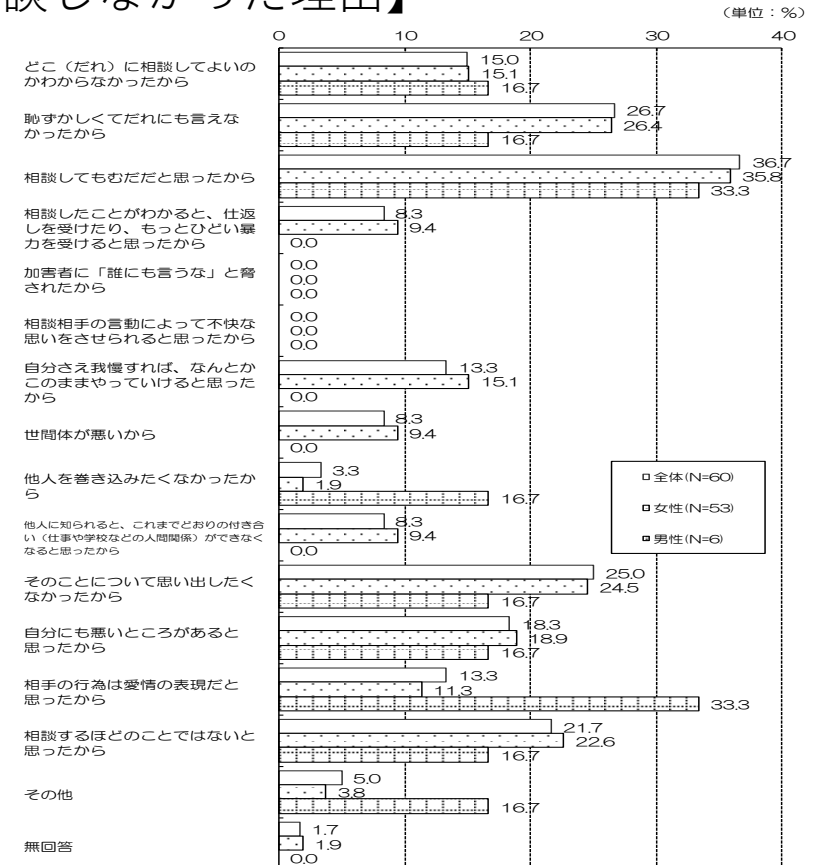 談しなかった理由】
（単位：％）
0 10 20 30 40
どこ（だれ）に相談してよいの
かわからなかったから
15.0
15.1
16.7
恥ずかしくてだれにも言えな
かったから
26.7
26.4
16.7
相談してもむだだと思ったから
36.7
35.8
33.3
相談したことがわかると、仕返
しを受けたり、もっとひどい暴
力を受けると思ったから
8.3
9.4
0.0
加害者に「誰にも言うな」と脅
されたから
0.0
0.0
0.0
相談相手の言動によって不快な
思いをさせられると思ったから
0.0
0.0
0.0
自分さえ我慢すれば、なんとか
このままやっていけると思った
から
13.3
15.1
0.0
世間体が悪いから
8.3
9.4
0.0
他人を巻き込みたくなかったか
ら
3.3
1.9
16.7
他人に知られると、これまでどおりの付き合
い（仕事や学校などの人間関係）ができなく
なると思ったから
8.3
9.4
0.0
そのことについて思い出したく
なかったから
25.0
24.5
16.7
自分にも悪いところがあると
思ったから
18.3
18.9
16.7
相手の行為は愛情の表現だと
思ったから
13.3
11.3
33.3
相談するほどのことではないと
思ったから
21.7
22.6
16.7
その他
5.0
3.8
16.7
無回答
1.7
1.9
0.0
全体(N=60)
女性(N=53)
男性(N=6)